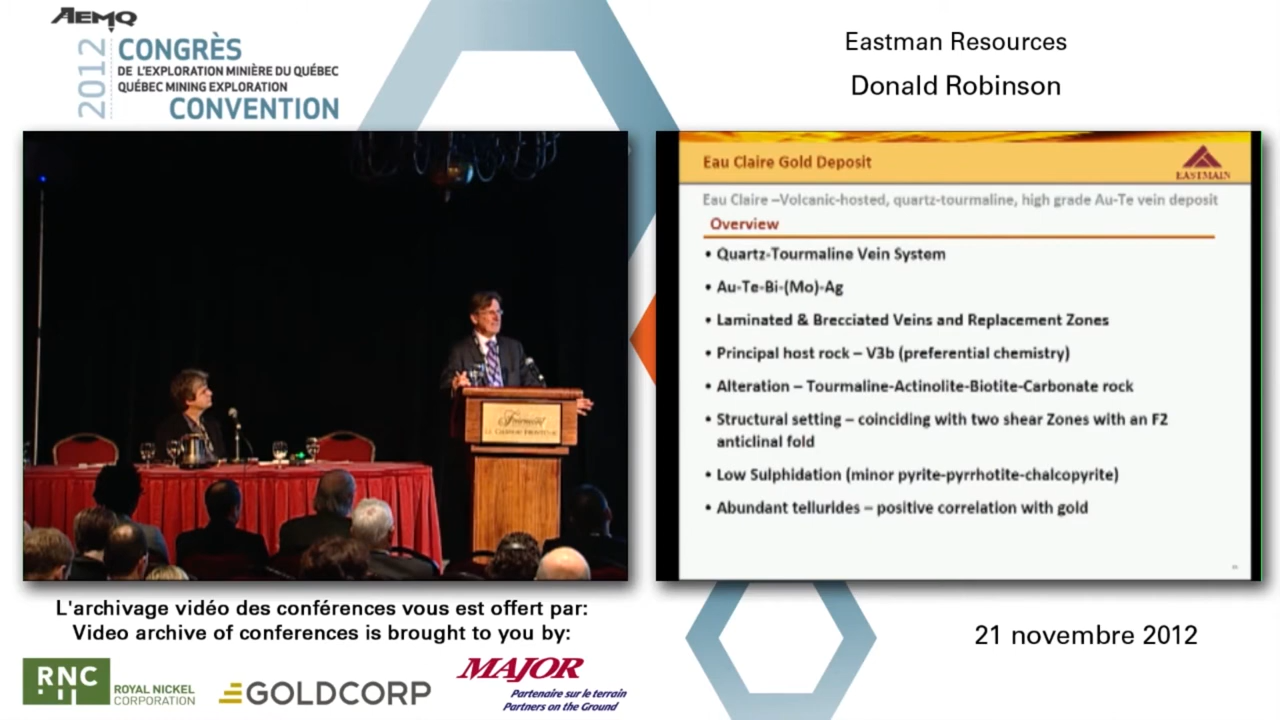 AEMQ
2012
CONGRÈS
DE L'EXPLORATION MINIÈRE DU QUÉBEC
QUÉBEC MINING EXPLORATION
CONVENTION
Eastman Resources
Donald Robinson
Fairmont
LE CHÂTEAU FRONTENAC
Eau Claire Gold Deposit
EASTMAIN
Eau Claire –Volcanic-hosted, quartz-tourmaline, high grade Au-Te vein deposit
Overview
• Quartz-Tourmaline Vein System
• Au-Te-Bi-(Mo)-Ag
• Laminated & Brecciated Veins and Replacement Zones
• Principal host rock – V3b (preferential chemistry)
• Alteration – Tourmaline-Actinolite-Biotite-Carbonate rock
• Structural setting – coinciding with two shear Zones with an F2
anticlinal fold
• Low Sulphidation (minor pyrite-pyrrhotite-chalcopyrite)
• Abundant tellurides – positive correlation with gold
L'archivage vidéo des conférences vous est offert par:
Video archive of conferences is brought to you by:
RNC
ROYAL NICKEL
CORPORATION
GOLDCORP
MAJOR
Partenaire sur le terrain
Partners on the Ground
21 novembre 2012